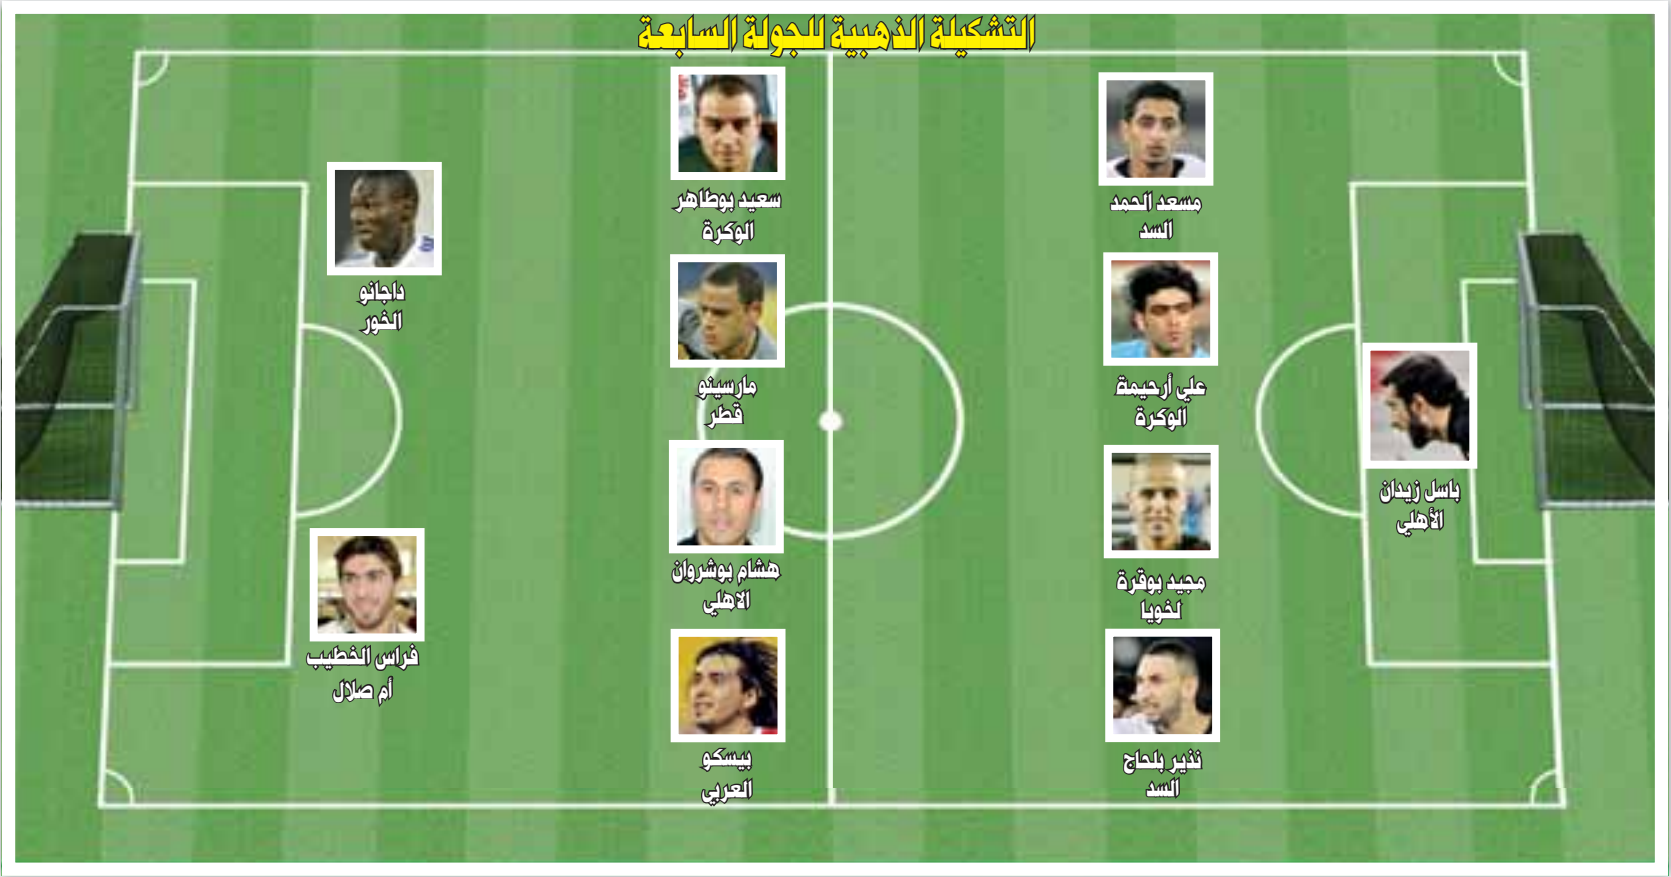 التشكيلة الذهبية للجولة السابعة
مسعد الحمد
السد
علي أرحيمة
الوكرة
مجيد بوقرة
لخويا
نذير بلحاج
السد
باسل زيدان
الأهلي
سعيد بوطاهر
الوكرة
مارسينو
قطر
هشام بوشروان
الاهلي
بيسكو
العربي
داجانو
الخور
فراس الخطيب
أم صلال